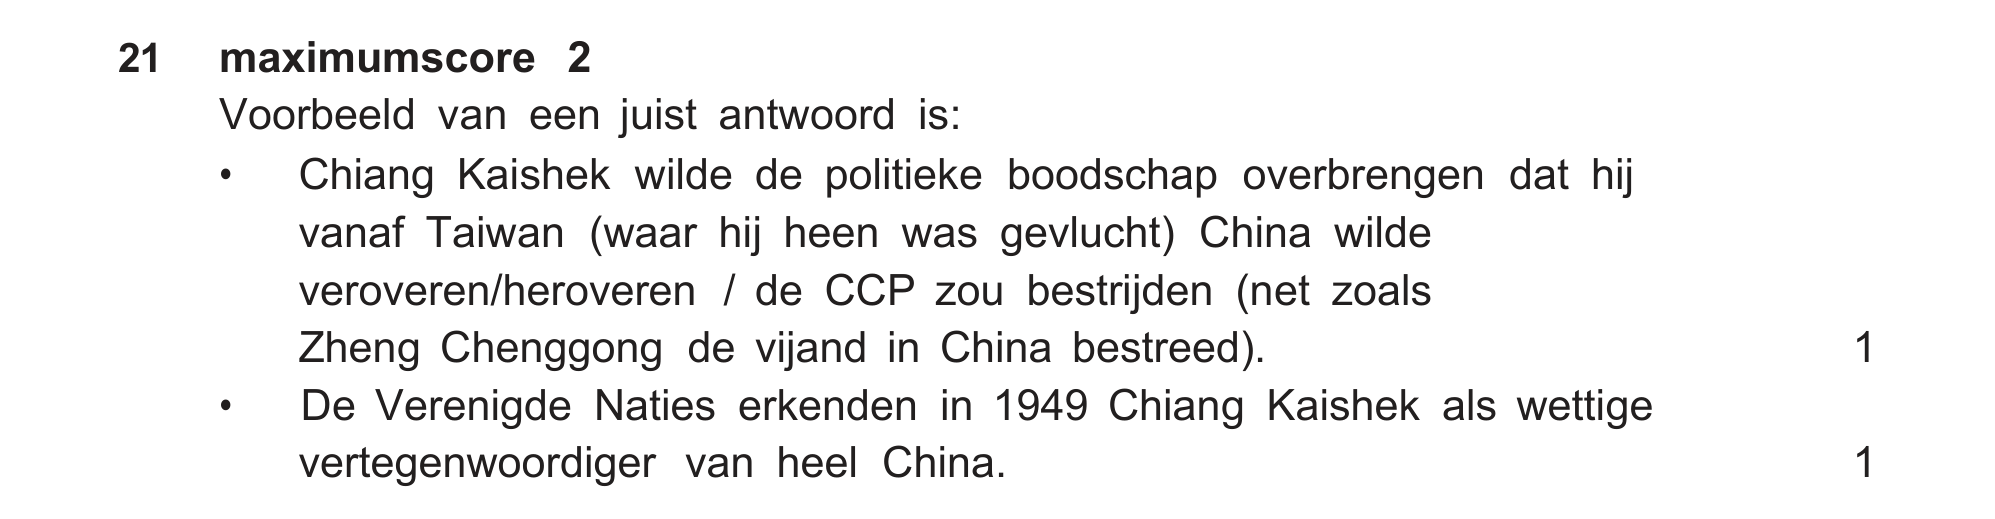 21 maximumscore 2
Voorbeeld van een juist antwoord is:
• Chiang Kaishek wilde de politieke boodschap overbrengen dat hij
vanaf Taiwan (waar hij heen was gevlucht) China wilde
veroveren/heroveren / de CCP zou bestrijden (net zoals
Zheng Chenggong de vijand in China bestreed). 1
• De Verenigde Naties erkenden in 1949 Chiang Kaishek als wettige
vertegenwoordiger van heel China. 1